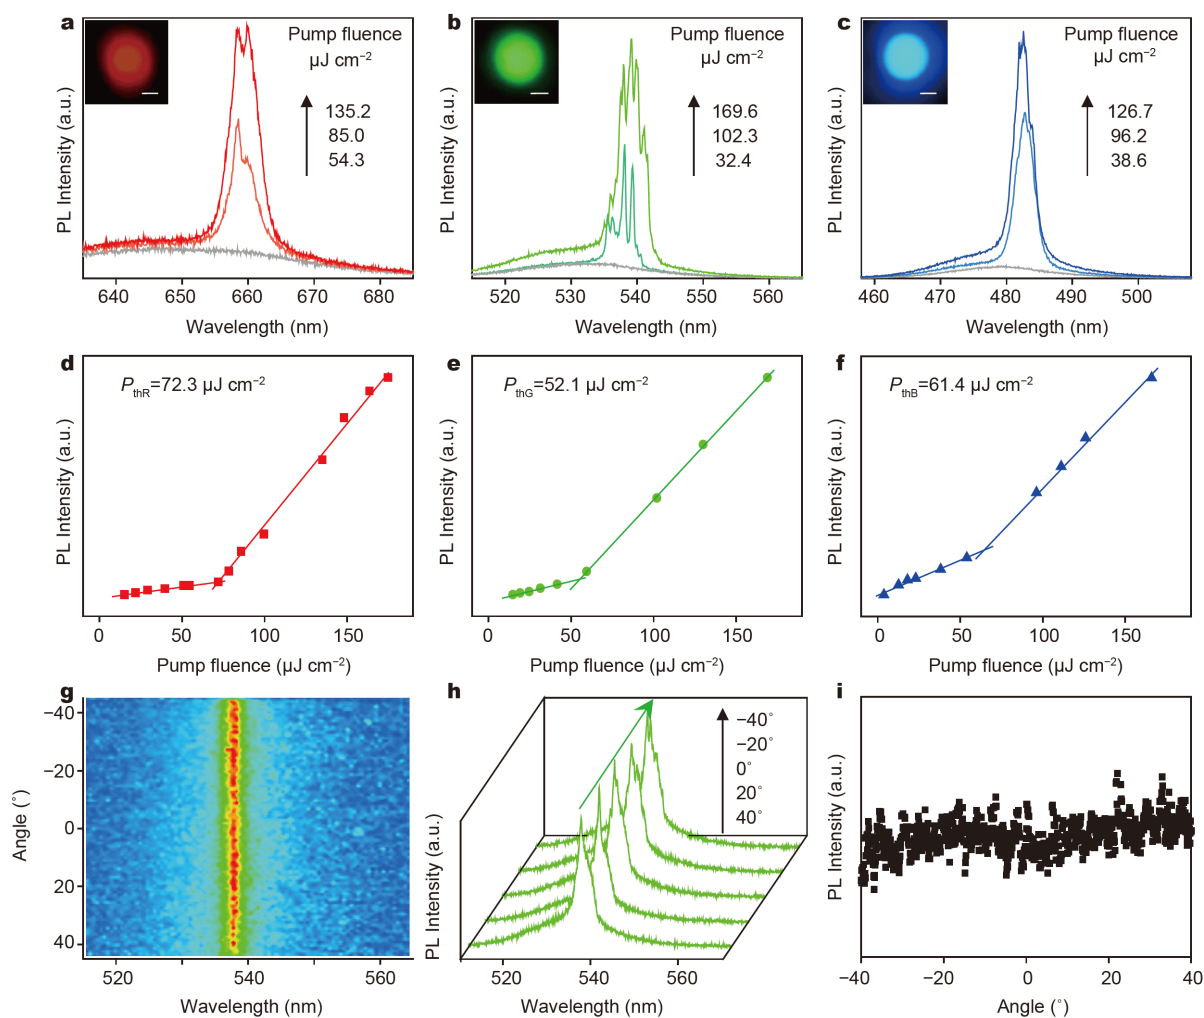 a
Pump fluence
µJ cm−2
135.2
85.0
54.3
PL Intensity (a.u.)
640 650 660 670 680
Wavelength (nm)
b
Pump fluence
µJ cm−2
169.6
102.3
32.4
PL Intensity (a.u.)
520 530 540 550 560
Wavelength (nm)
c
Pump fluence
µJ cm−2
126.7
96.2
38.6
PL Intensity (a.u.)
460 470 480 490 500
Wavelength (nm)
d
PthR=72.3 µJ cm−2
PL Intensity (a.u.)
0 50 100 150
Pump fluence (µJ cm−2)
e
PthG=52.1 µJ cm−2
PL Intensity (a.u.)
0 50 100 150
Pump fluence (µJ cm−2)
f
PthB=61.4 µJ cm−2
PL Intensity (a.u.)
0 50 100 150
Pump fluence (µJ cm−2)
g
−40
−20
0
20
40
Angle (°)
520 540 560
Wavelength (nm)
h
−40°
−20°
0°
20°
40°
PL Intensity (a.u.)
520 540 560
Wavelength (nm)
i
PL Intensity (a.u.)
−40 −20 0 20 40
Angle (°)